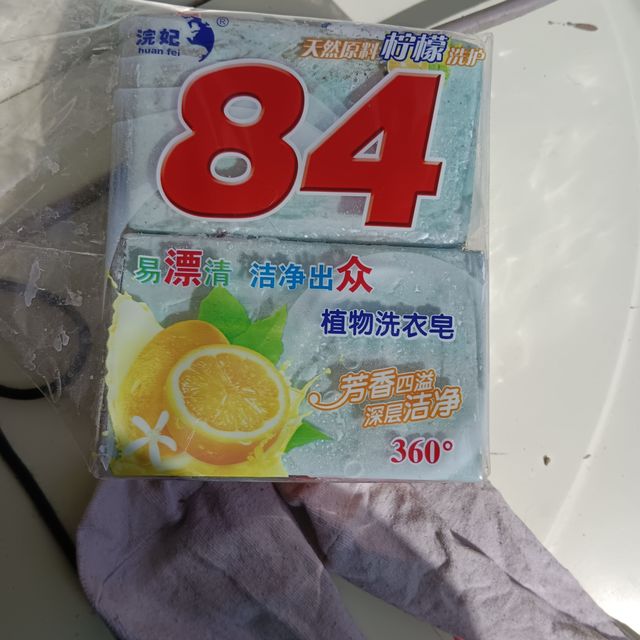 浣妃®
huan fei
天然原料柠檬洗护
84
易漂清 洁净出众
植物洗衣皂
芳香四溢
深层洁净
360°